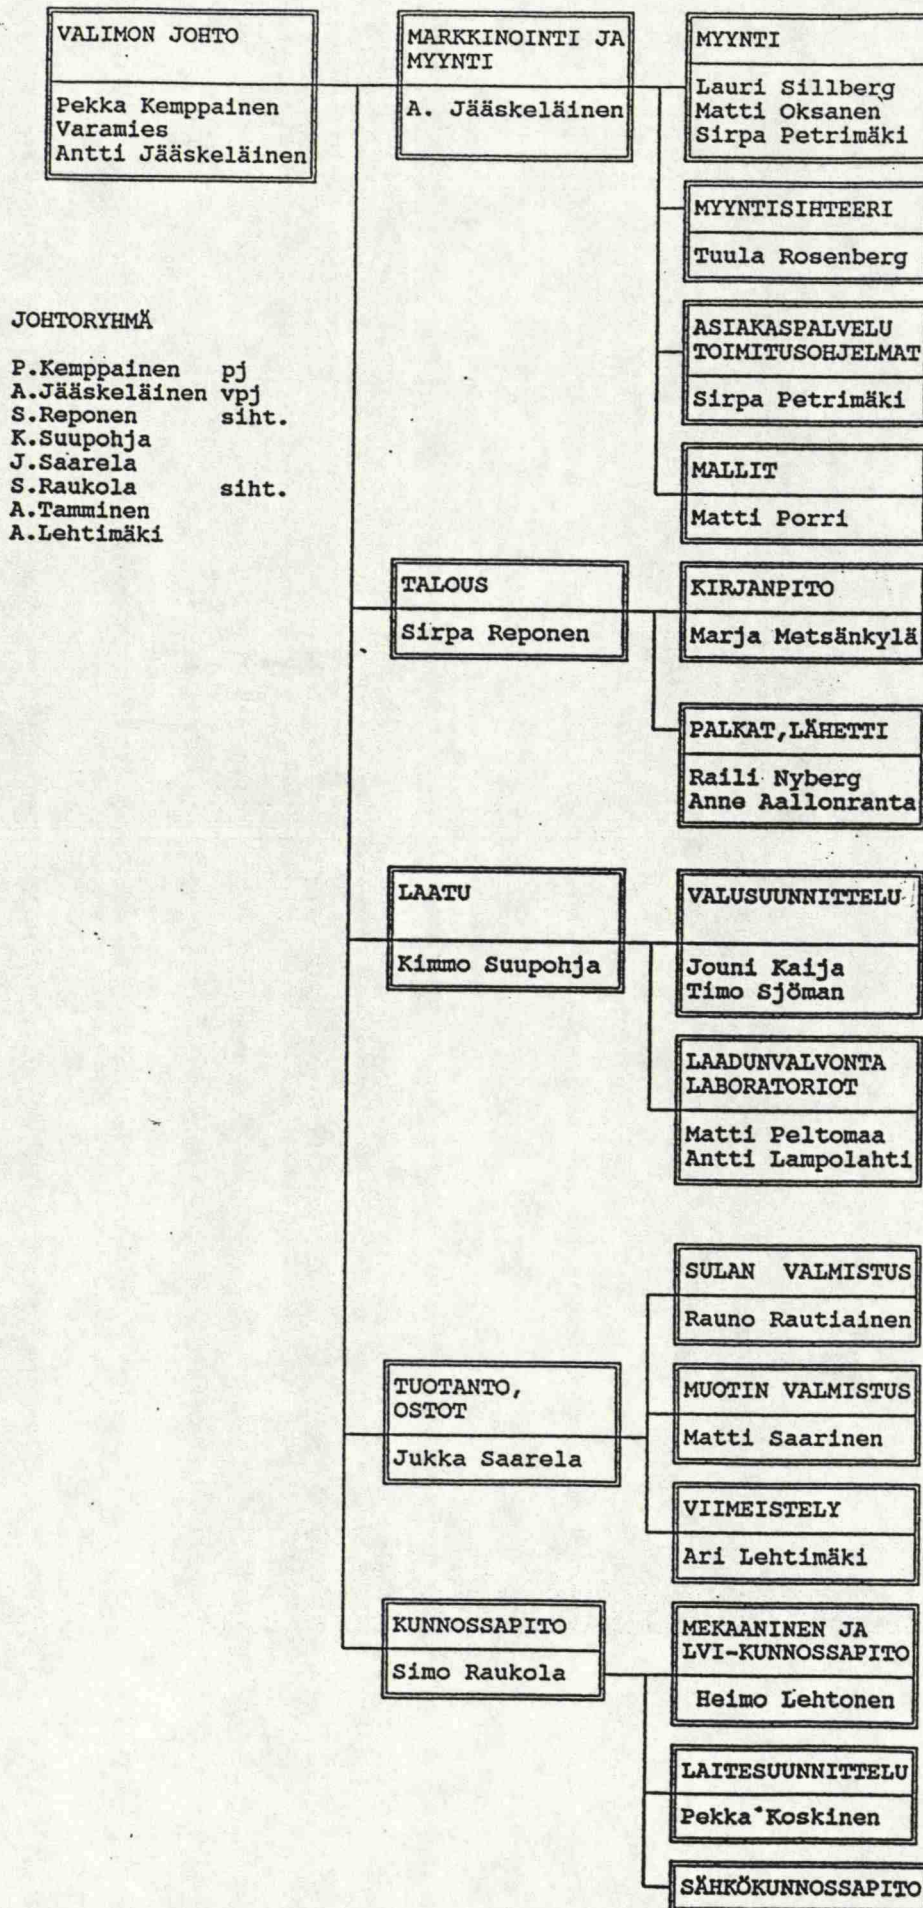 VALIMON JOHTO
Pekka Kemppainen
Varamies
Antti Jääskeläinen
MARKKINOINTI JA
MYYNTI
A. Jääskeläinen
MYYNTI
Lauri Sillberg
Matti Oksanen
Sirpa Petrimäki
MYYNTISIHTEERI
Tuula Rosenberg
ASIAKASPALVELU
TOIMITUSOHJELMAT
Sirpa Petrimäki
MALLIT
Matti Porri
JOHTORYHMÄ
P.Kemppainen pj
A.Jääskeläinen vpj
S.Reponen siht.
K.Suupohja
J.Saarela
S.Raukola siht.
A.Tamminen
A.Lehtimäki
TALOUS
Sirpa Reponen
KIRJANPITO
Marja Metsänkylä
PALKAT,LÄHETTI
Raili Nyberg
Anne Aallonranta
LAATU
Kimmo Suupohja
VALUSUUNNITTELU
Jouni Kaija
Timo Sjöman
LAADUNVALVONTA
LABORATORIOT
Matti Peltomaa
Antti Lampolahti
TUOTANTO,
OSTOT
Jukka Saarela
SULAN VALMISTUS
Rauno Rautiainen
MUOTIN VALMISTUS
Matti Saarinen
VIIMEISTELY
Ari Lehtimäki
KUNNOSSAPITO
Simo Raukola
MEKAANINEN JA
LVI-KUNNOSSAPITO
Heimo Lehtonen
LAITESUUNNITTELU
Pekka Koskinen
SÄHKÖKUNNOSSAPITO